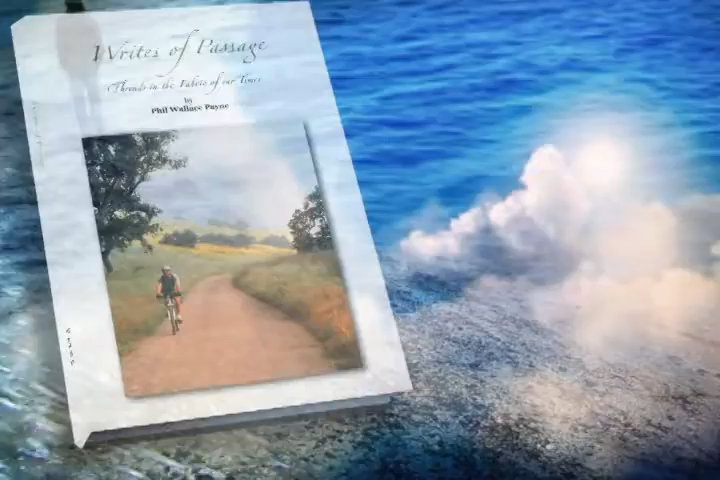 Writes of Passage
Threads in the Fabric of our Times
by
Phil Wallace Payne